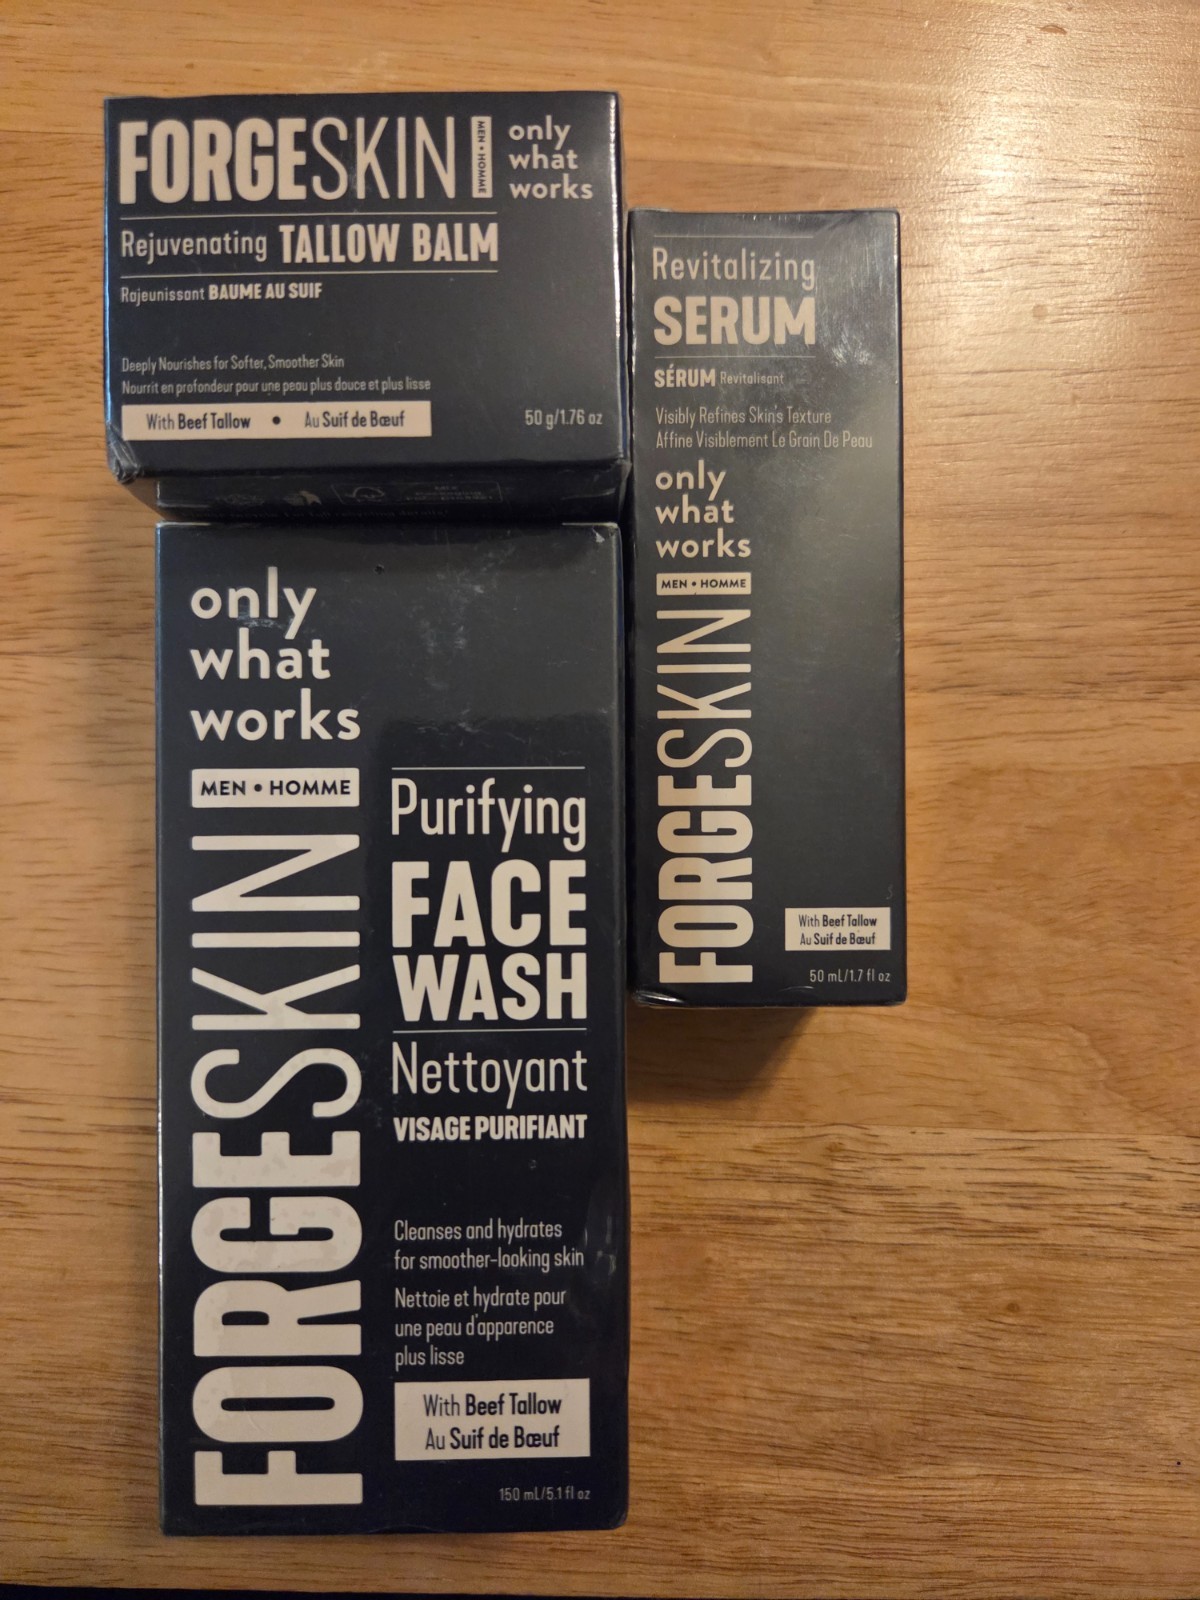 FORGESKIN
MEN • HOMME
only
what
works
Rejuvenating TALLOW BALM
Rajeunissant BAUME AU SUIF
Deeply Nourishes for Softer, Smoother Skin
Nourrit en profondeur pour une peau plus douce et plus lisse
With Beef Tallow • Au Suif de Bœuf
50 g/1.76 oz
Revitalizing
SERUM
SÉRUM Revitalisant
Visibly Refines Skin's Texture
Affine Visiblement Le Grain De Peau
only
what
works
MEN • HOMME
FORGESKIN
With Beef Tallow
Au Suif de Bœuf
50 mL/1.7 fl oz
only
what
works
MEN • HOMME
FORGESKIN
Purifying
FACE
WASH
Nettoyant
VISAGE PURIFIANT
Cleanses and hydrates
for smoother-looking skin
Nettoie et hydrate pour
une peau d'apparence
plus lisse
With Beef Tallow
Au Suif de Bœuf
150 mL/5.1 fl oz